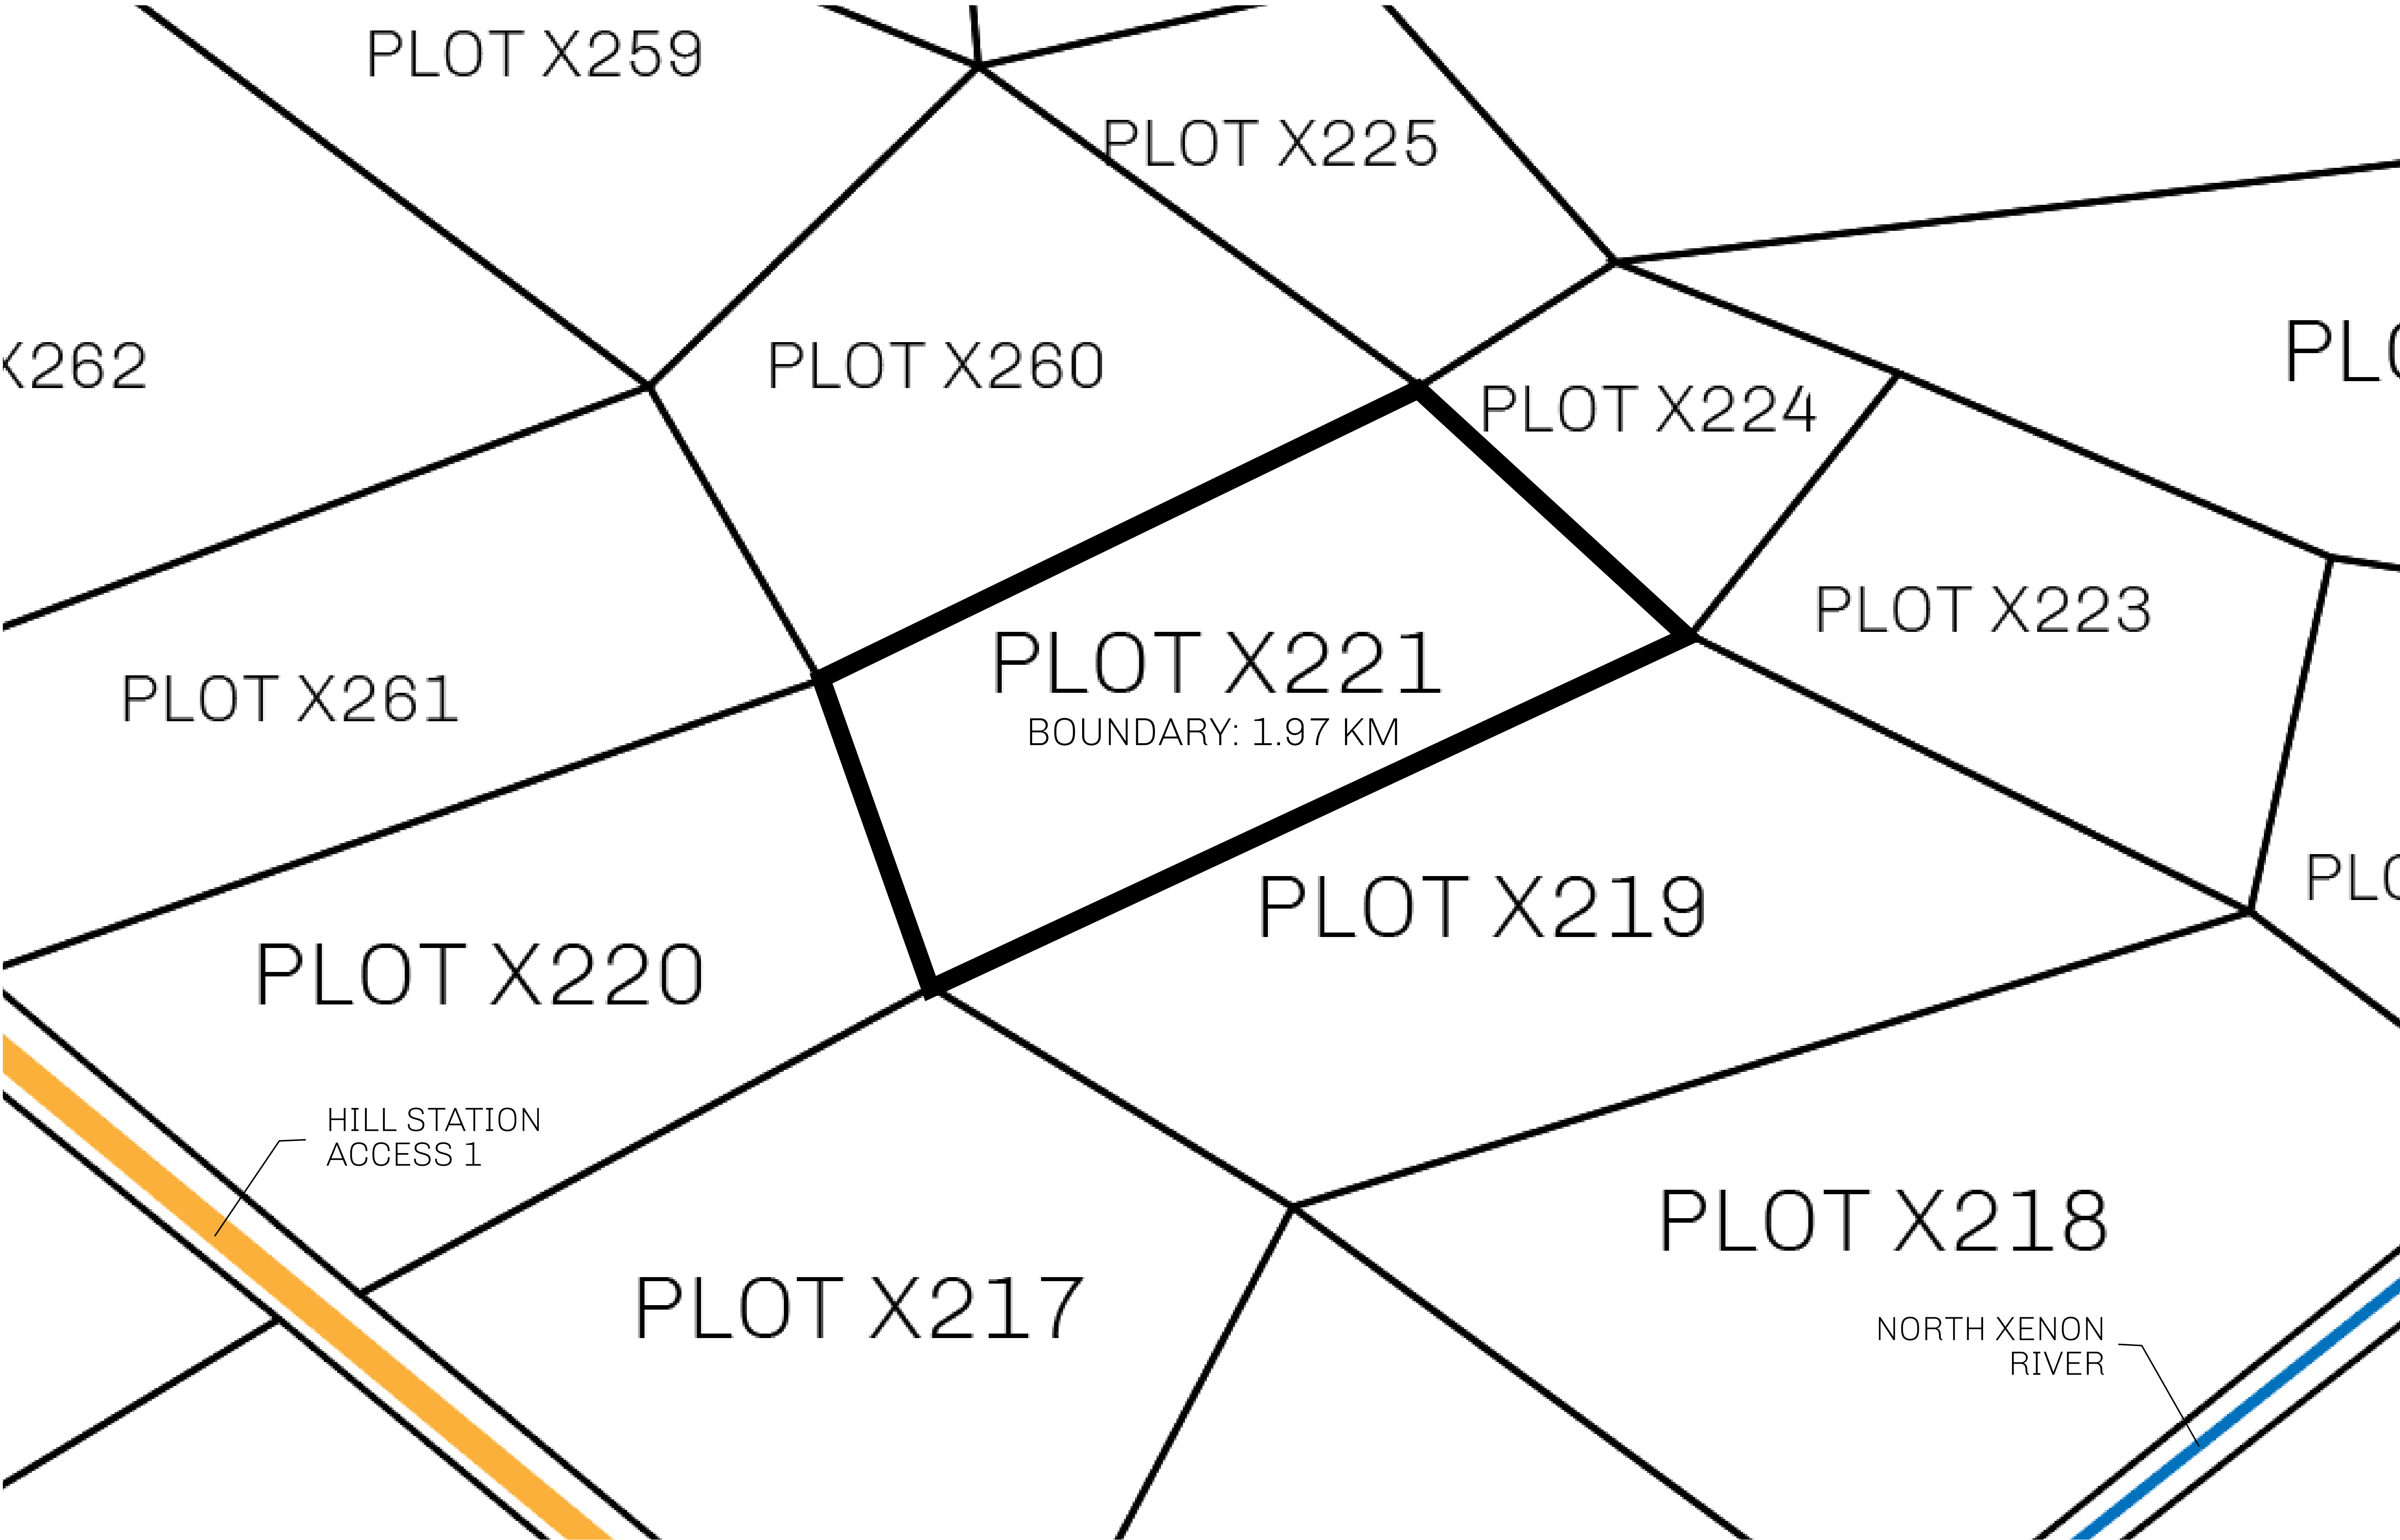 PLOT X259
PLOT X225
X262
PLOT X260
PLOT X224
PLOT X223
PLOT X221
BOUNDARY: 1.97 KM
PLOT X261
PLOT X219
PLOT X220
HILL STATION
ACCESS 1
PLOT X218
PLOT X217
NORTH XENON
RIVER